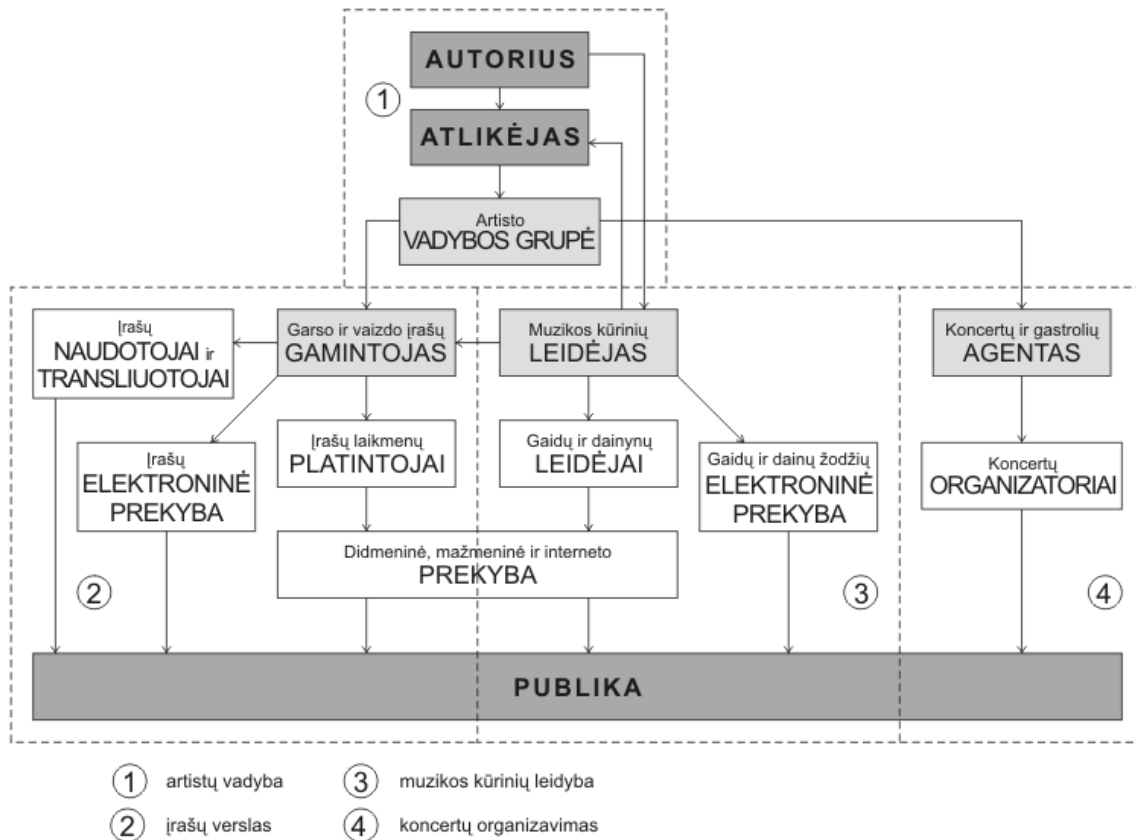 AUTORIUS
1
ATLIKĖJAS
Artisto
VADYBOS GRUPĖ
Įrašų
NAUDOTOJAI ir
TRANSLIUOTOJAI
Garso ir vaizdo įrašų
GAMINTOJAS
Muzikos kūrinių
LEIDĖJAS
Koncertų ir gastrolių
AGENTAS
Įrašų
ELEKTRONINĖ
PREKYBA
Įrašų laikmenų
PLATINTOJAI
Gaidų ir dainynų
LEIDĖJAI
Gaidų ir dainų žodžių
ELEKTRONINĖ
PREKYBA
Koncertų
ORGANIZATORIAI
Didmeninė, mažmeninė ir interneto
PREKYBA
2
3
4
PUBLIKA
1 artistų vadyba
3 muzikos kūrinių leidyba
2 įrašų verslas
4 koncertų organizavimas